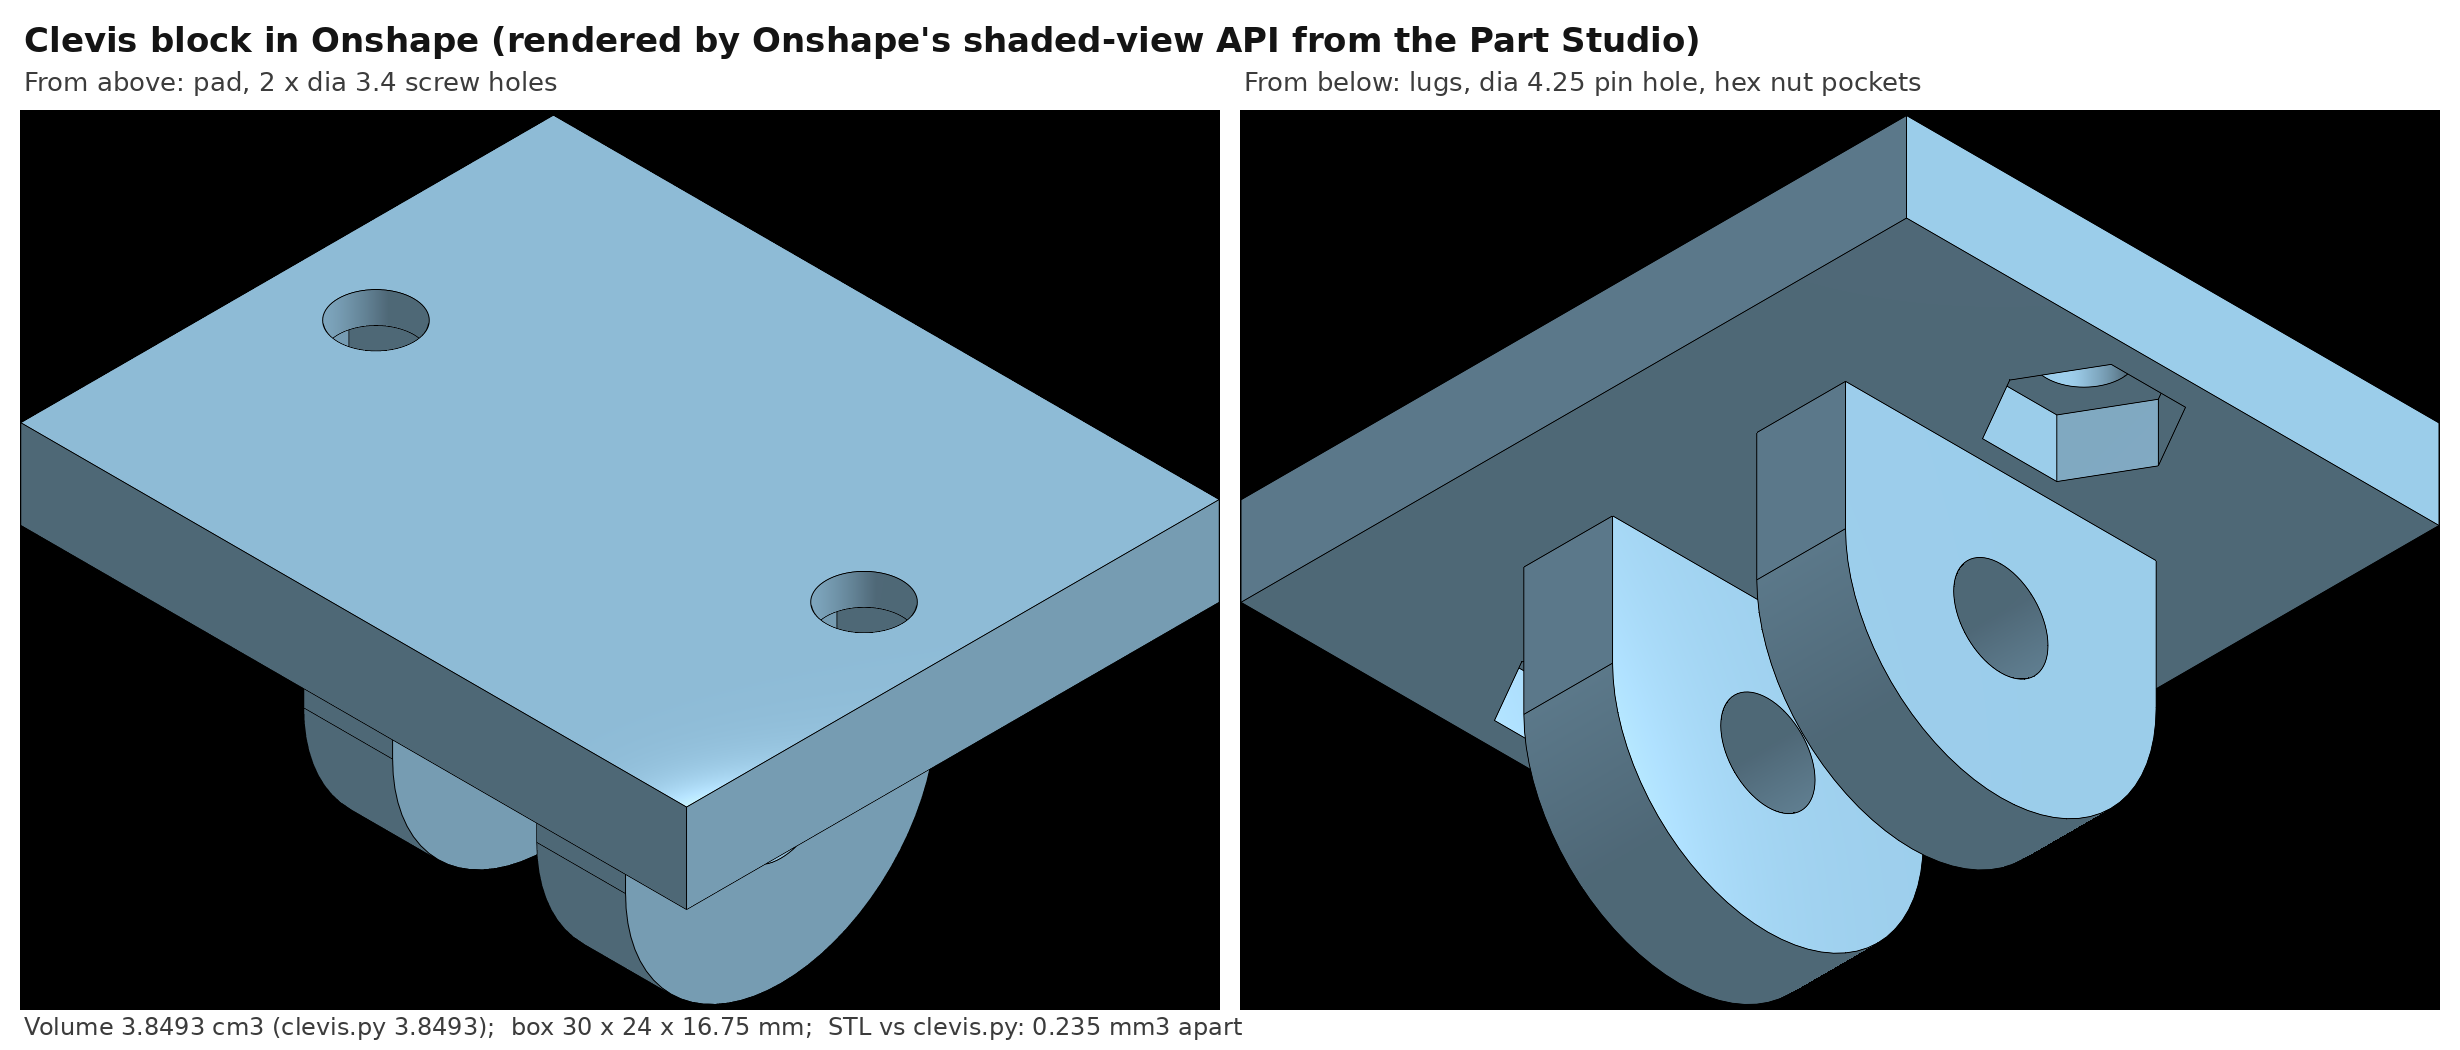 Clevis block in Onshape (rendered by Onshape's shaded-view API from the Part Studio)
From above: pad, 2 x dia 3.4 screw holes
From below: lugs, dia 4.25 pin hole, hex nut pockets
Volume 3.8493 cm3 (clevis.py 3.8493);  box 30 x 24 x 16.75 mm;  STL vs clevis.py: 0.235 mm3 apart